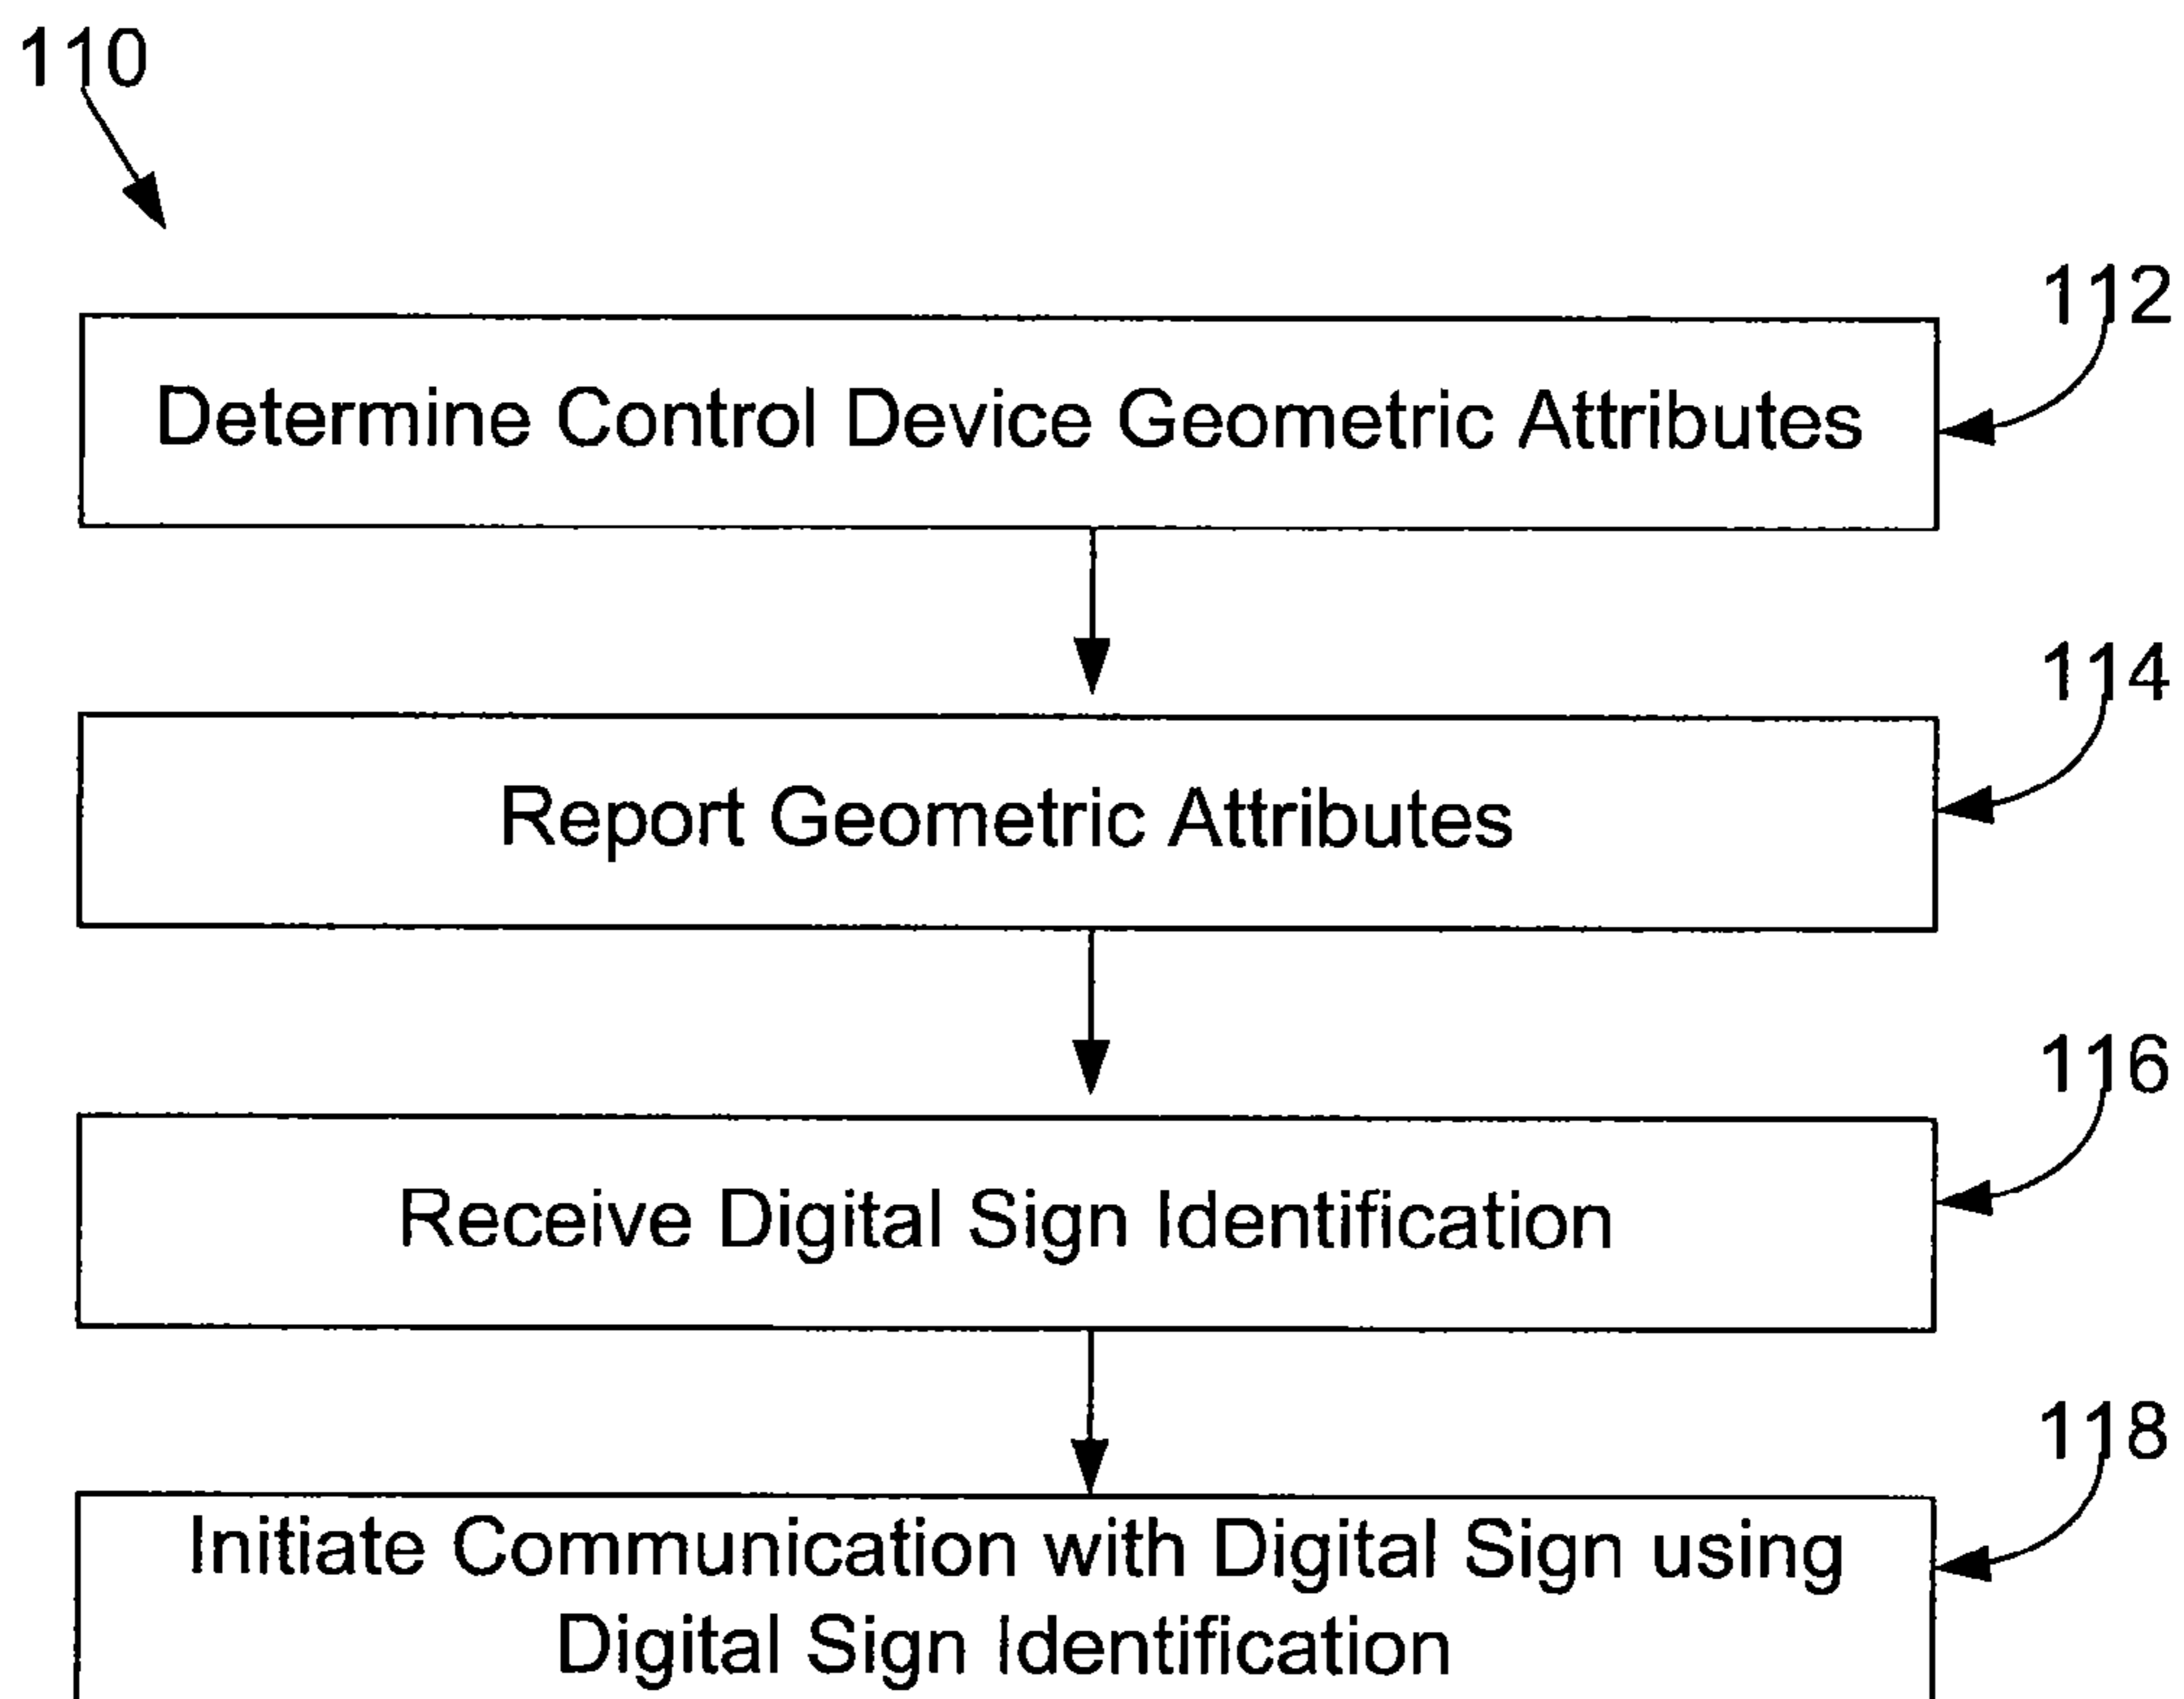 110
112
Determine Control Device Geometric Attributes
114
Report Geometric Attributes
116
Receive Digital Sign Identification
118
Initiate Communication with Digital Sign using
Digital Sign Identification